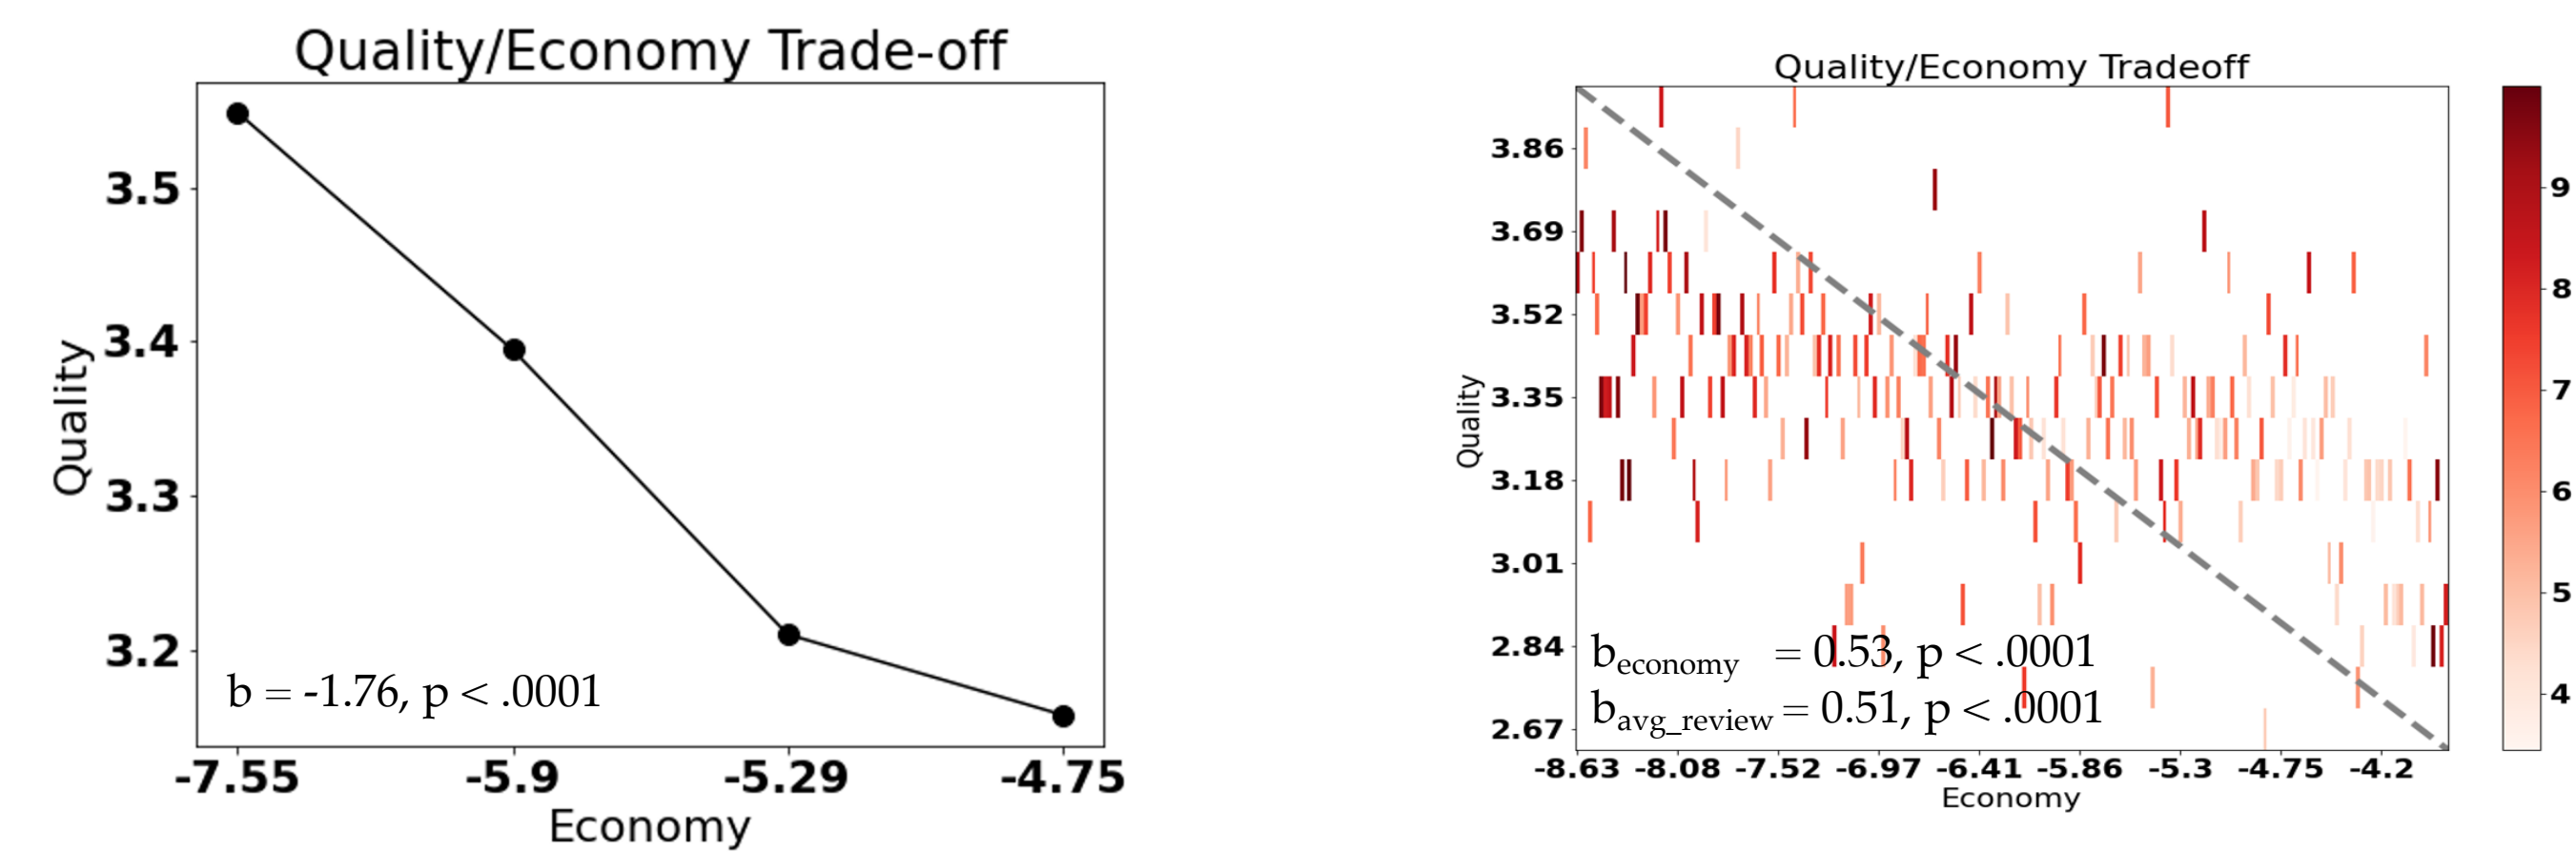 Quality/Economy Trade-off
Quality
3.5
3.4
3.3
3.2
b = -1.76, p < .0001
-7.55 -5.9 -5.29 -4.75
Economy
Quality/Economy Tradeoff
Quality
3.86
3.69
3.52
3.35
3.18
3.01
2.84
2.67
b_economy = 0.53, p < .0001
b_avg_review = 0.51, p < .0001
-8.63 -8.08 -7.52 -6.97 -6.41 -5.86 -5.3 -4.75 -4.2
Economy
9
8
7
6
5
4